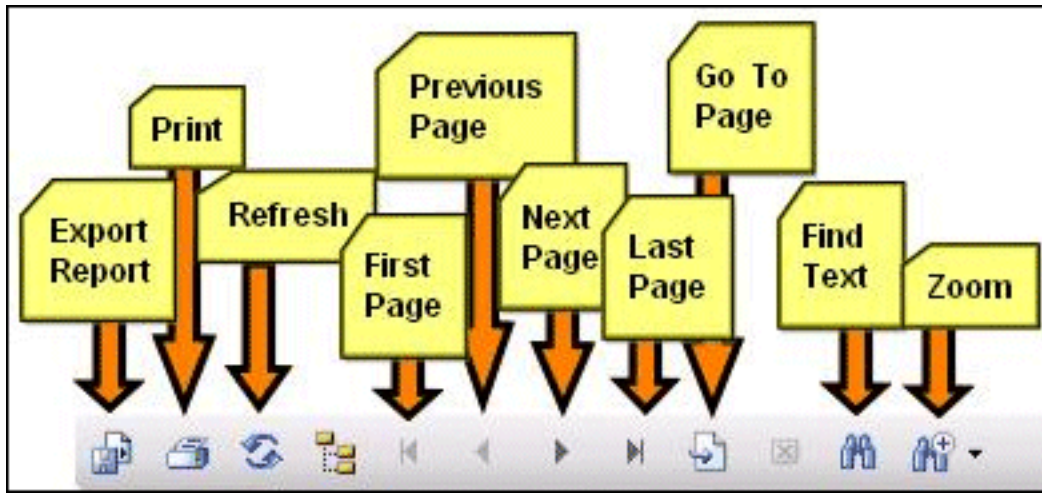 Export
Report
Print
Refresh
First
Page
Previous
Page
Next
Page
Last
Page
Go To
Page
Find
Text
Zoom